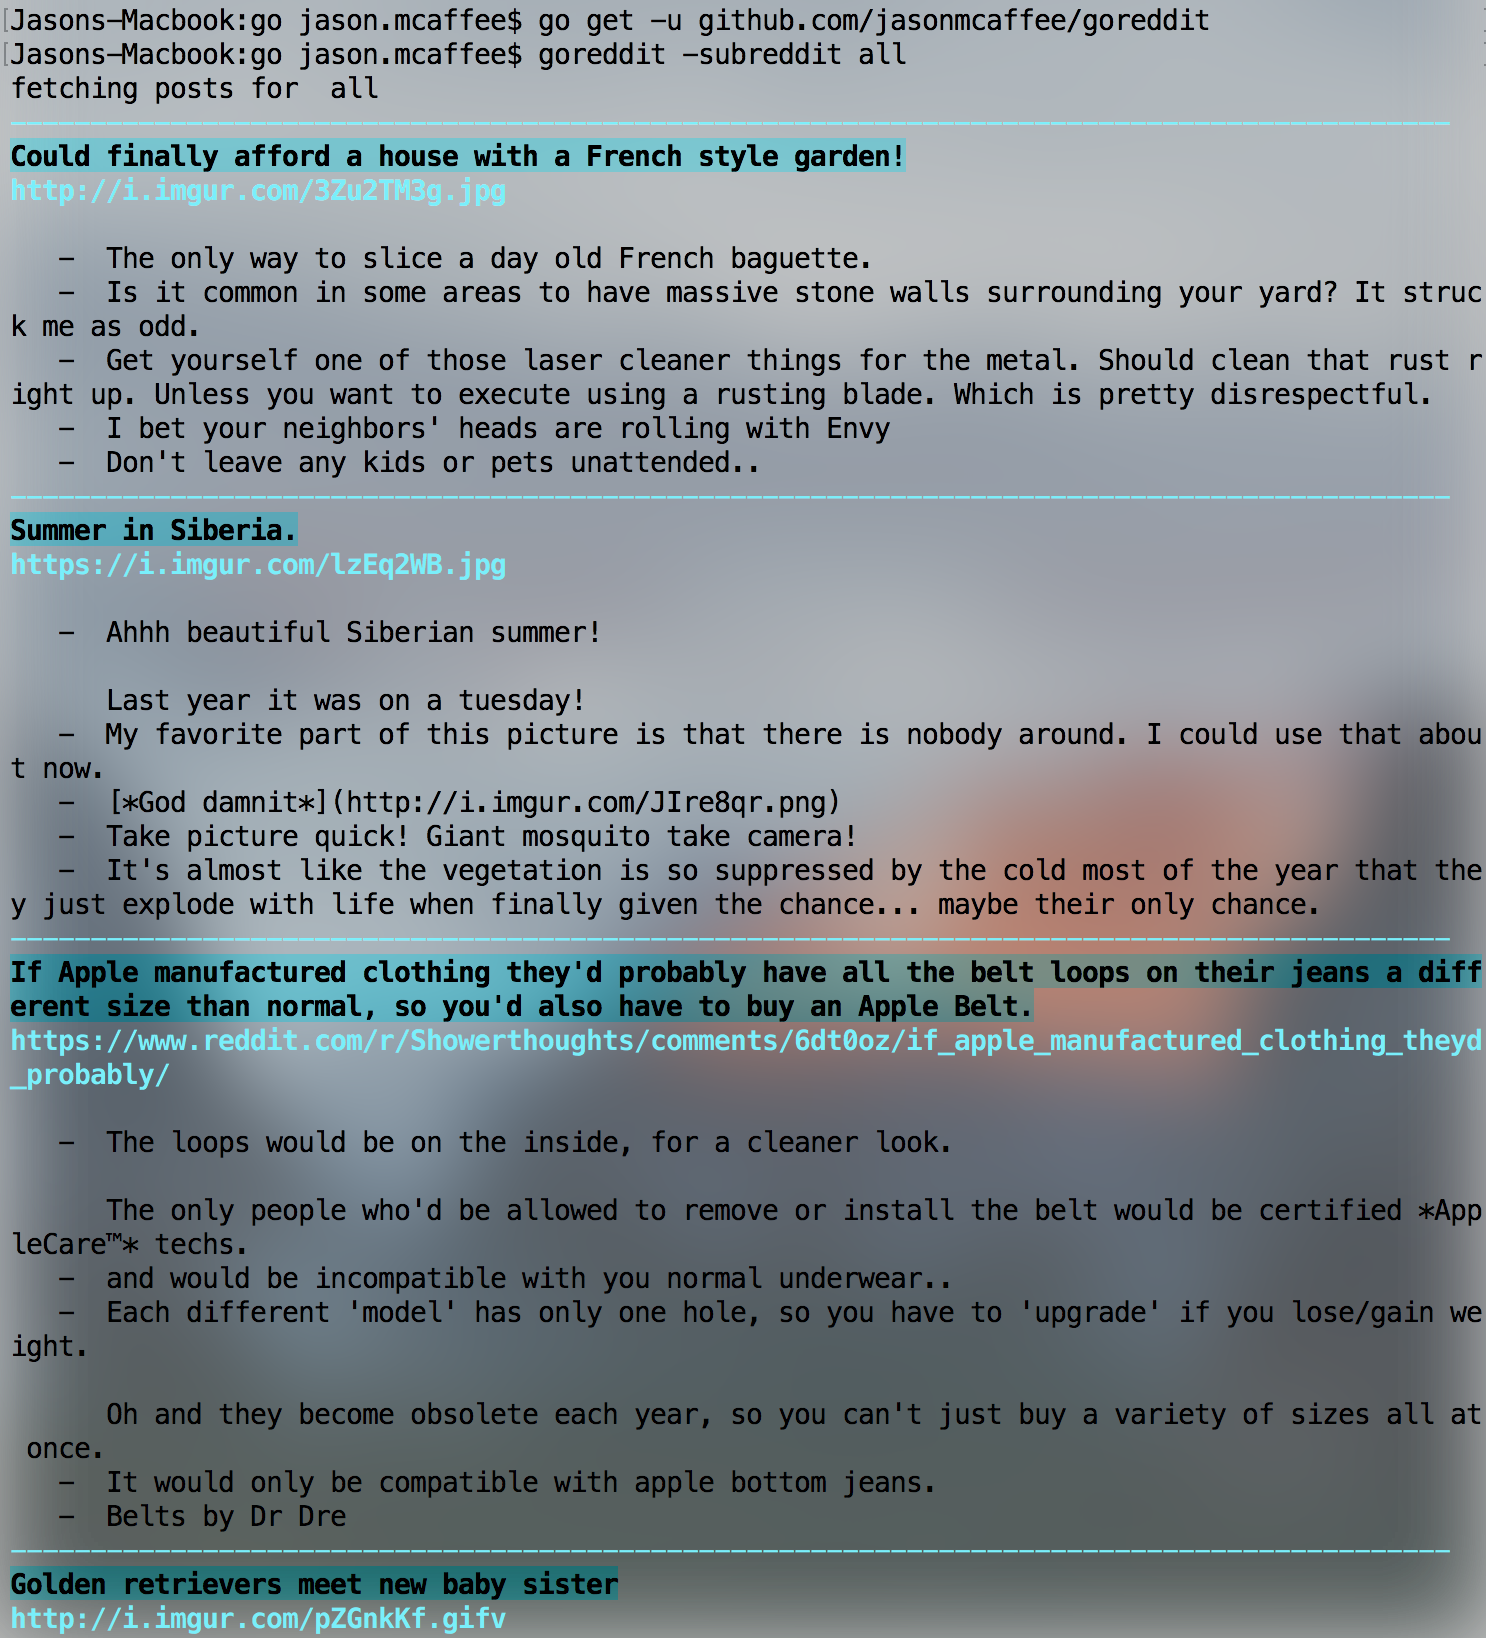 Jasons-Macbook:go jason.mcaffee$ go get -u github.com/jasonmcaffee/goreddit
Jasons-Macbook:go jason.mcaffee$ goreddit -subreddit all
fetching posts for  all
Could finally afford a house with a French style garden!
http://i.imgur.com/3Zu2TM3g.jpg
   -  The only way to slice a day old French baguette.
   -  Is it common in some areas to have massive stone walls surrounding your yard? It struc
k me as odd.
   -  Get yourself one of those laser cleaner things for the metal. Should clean that rust r
ight up. Unless you want to execute using a rusting blade. Which is pretty disrespectful.
   -  I bet your neighbors' heads are rolling with Envy
   -  Don't leave any kids or pets unattended..
Summer in Siberia.
https://i.imgur.com/lzEq2WB.jpg
   -  Ahhh beautiful Siberian summer!
      Last year it was on a tuesday!
   -  My favorite part of this picture is that there is nobody around. I could use that abou
t now.
   -  [*God damnit*](http://i.imgur.com/JIre8qr.png)
   -  Take picture quick! Giant mosquito take camera!
   -  It's almost like the vegetation is so suppressed by the cold most of the year that the
y just explode with life when finally given the chance... maybe their only chance.
If Apple manufactured clothing they'd probably have all the belt loops on their jeans a diff
erent size than normal, so you'd also have to buy an Apple Belt.
https://www.reddit.com/r/Showerthoughts/comments/6dt0oz/if_apple_manufactured_clothing_theyd
_probably/
   -  The loops would be on the inside, for a cleaner look.
      The only people who'd be allowed to remove or install the belt would be certified *App
leCare™* techs.
   -  and would be incompatible with you normal underwear..
   -  Each different 'model' has only one hole, so you have to 'upgrade' if you lose/gain we
ight.
      Oh and they become obsolete each year, so you can't just buy a variety of sizes all at
 once.
   -  It would only be compatible with apple bottom jeans.
   -  Belts by Dr Dre
Golden retrievers meet new baby sister
http://i.imgur.com/pZGnkKf.gifv